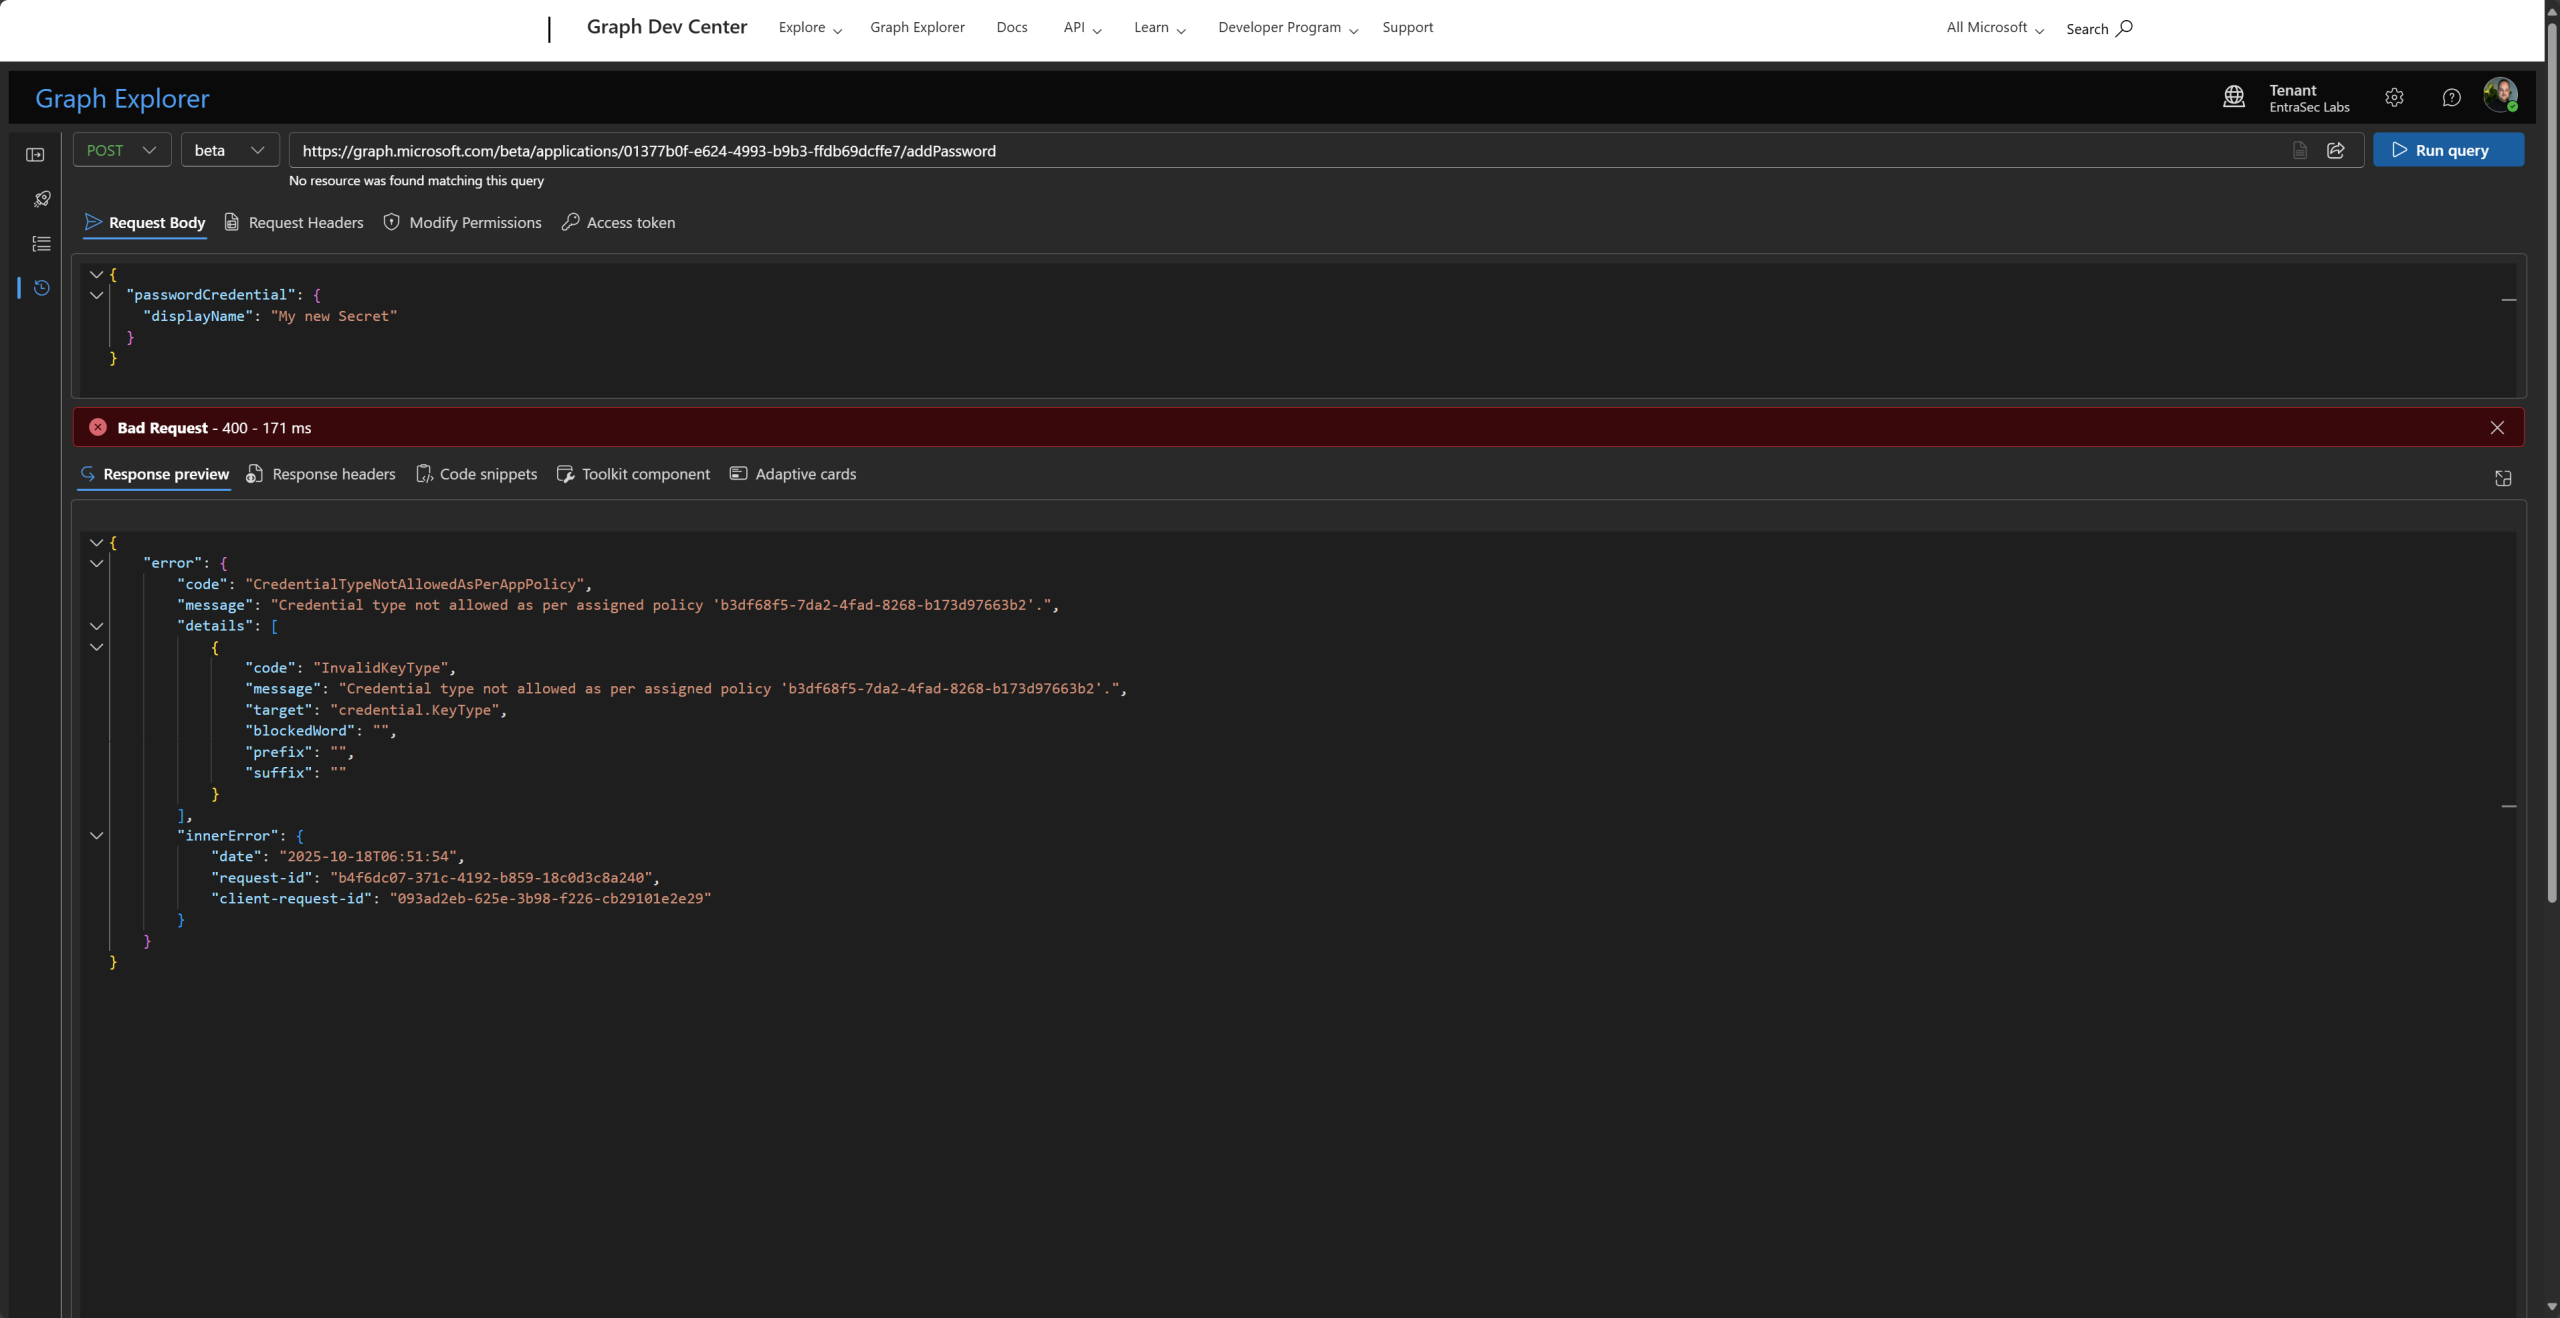 Graph Dev Center Explore Graph Explorer Docs API Learn Developer Program Support All Microsoft Search
Graph Explorer
Tenant
EntraSec Labs
POST beta https://graph.microsoft.com/beta/applications/01377b0f-e624-4993-b9b3-ffdb69dcffe7/addPassword Run query
No resource was found matching this query
Request Body Request Headers Modify Permissions Access token
{
"passwordCredential": {
"displayName": "My new Secret"
}
}
Bad Request - 400 - 171 ms
Response preview Response headers Code snippets Toolkit component Adaptive cards
{
"error": {
"code": "CredentialTypeNotAllowedAsPerAppPolicy",
"message": "Credential type not allowed as per assigned policy 'b3df68f5-7da2-4fad-8268-b173d97663b2'.",
"details": [
{
"code": "InvalidKeyType",
"message": "Credential type not allowed as per assigned policy 'b3df68f5-7da2-4fad-8268-b173d97663b2'.",
"target": "credential.KeyType",
"blockedWord": "",
"prefix": "",
"suffix": ""
}
],
"innerError": {
"date": "2025-10-18T06:51:54",
"request-id": "b4f6dc07-371c-4192-b859-18c0d3c8a240",
"client-request-id": "093ad2eb-625e-3b98-f226-cb29101e2e29"
}
}
}